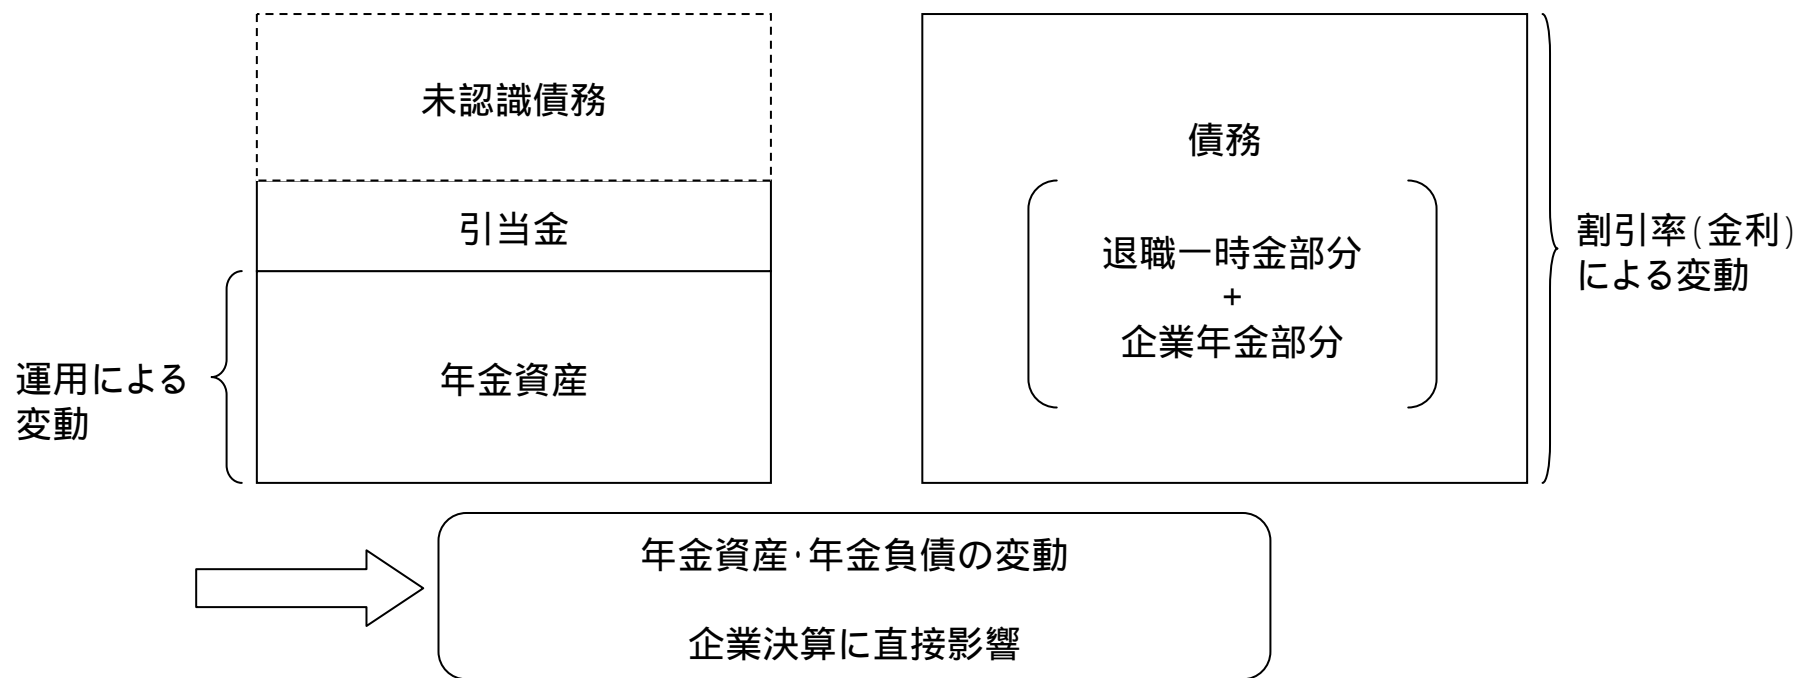 未認識債務
引当金
年金資産
運用による
変動
債務
退職一時金部分
+
企業年金部分
割引率(金利)
による変動
年金資産・年金負債の変動
企業決算に直接影響